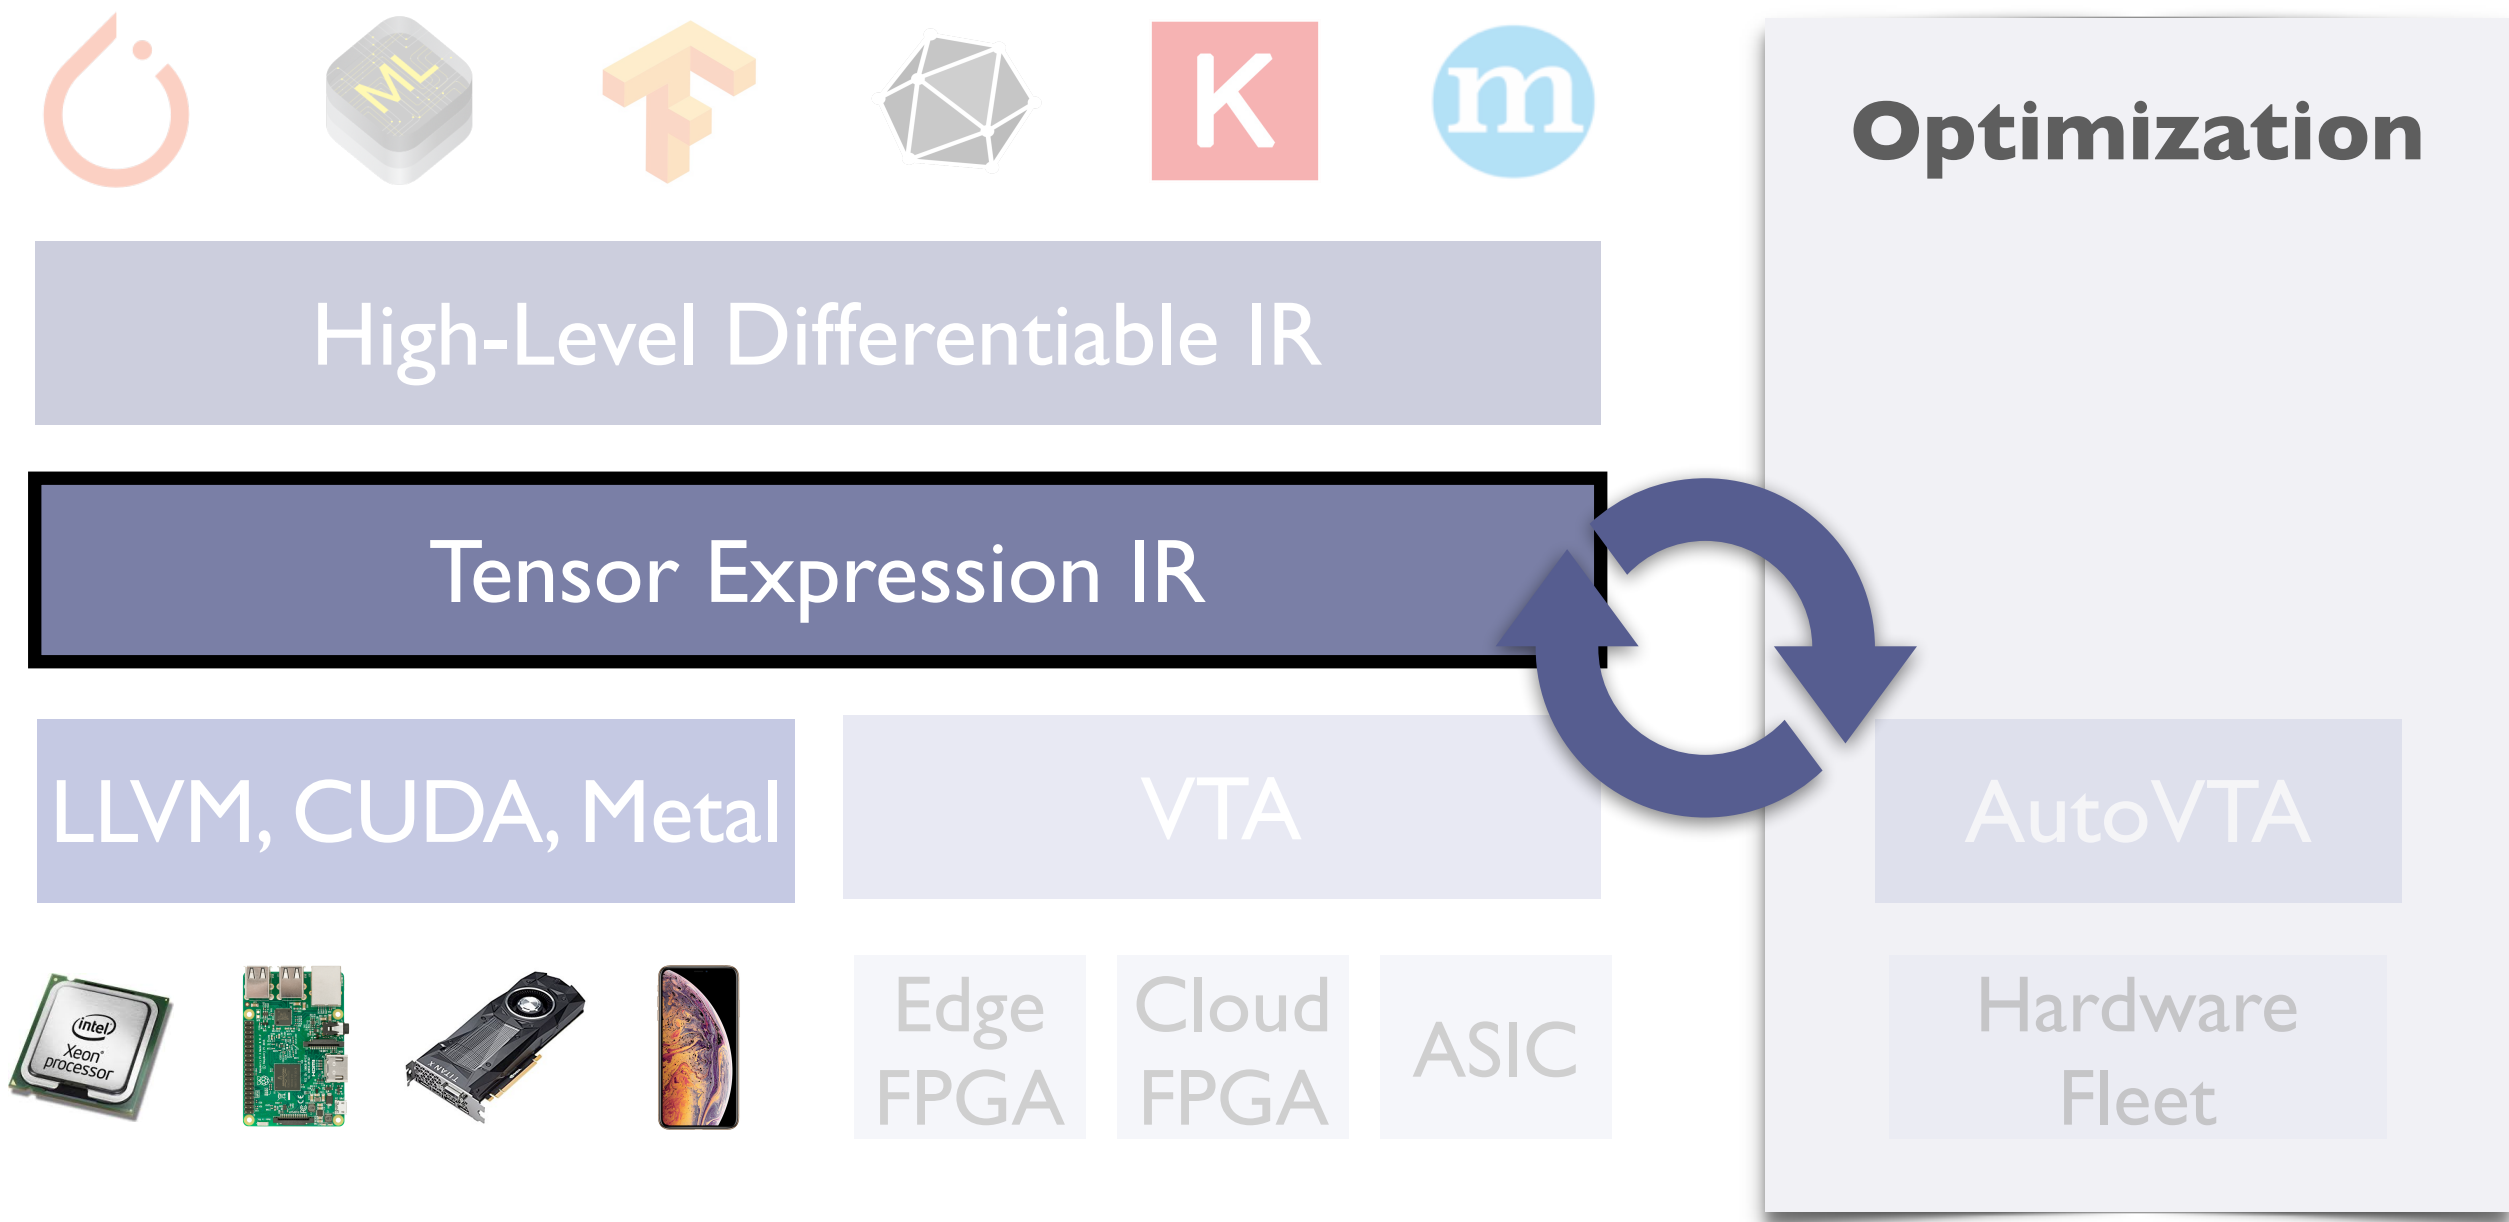 ML
K
m
Optimization
High-Level Differentiable IR
Tensor Expression IR
LLVM, CUDA, Metal
VTA
AutoVTA
intel
Xeon®
processor
TITAN X
Edge
FPGA
Cloud
FPGA
ASIC
Hardware
Fleet